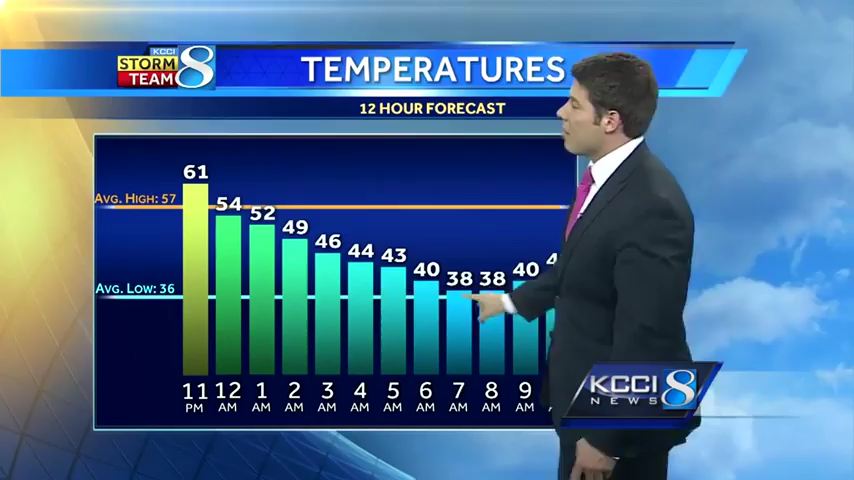 KCCI
STORM
TEAM 8
TEMPERATURES
12 HOUR FORECAST
61
AVG. HIGH: 57
54
52
49
46
44
43
40
38
38
40
AVG. LOW: 36
11 12 1 2 3 4 5 6 7 8 9
PM AM AM AM AM AM AM AM AM AM AM
KCCI 8
NEWS